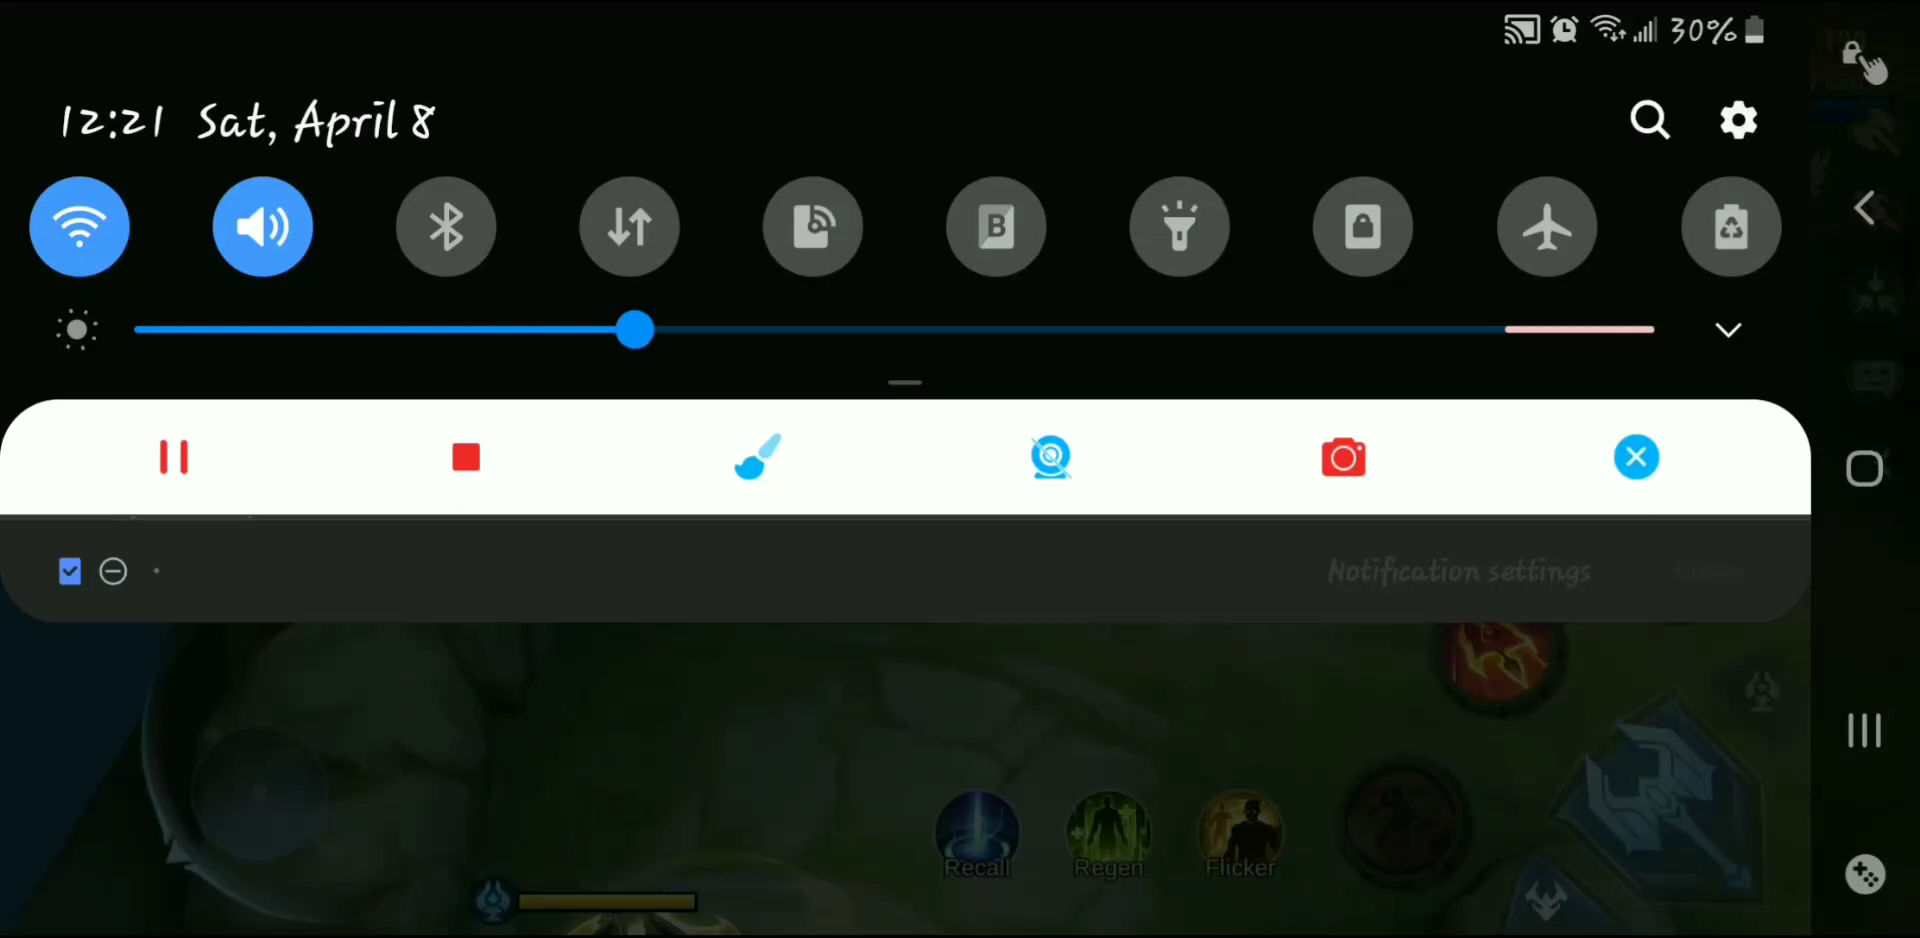 30%
12:21 Sat, April 8
B
Notification settings
Recall
Regen
Flicker